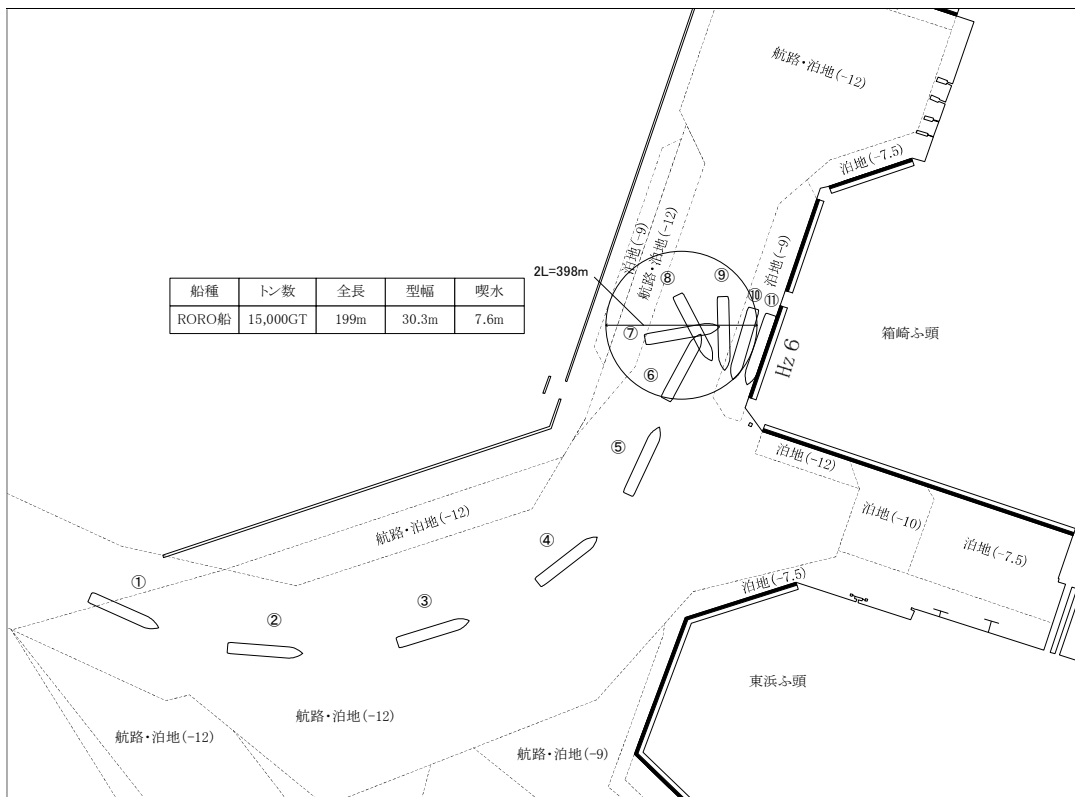 航路・泊地(-12)
泊地(-7.5)
泊地(-9)
航路・泊地(-12)
泊地(-9)
2L=398m
船種 トン数 全長 型幅 喫水
RORO船 15,000GT 199m 30.3m 7.6m
⑧
⑨
⑩
⑪
⑦
⑥
Hz 6
箱崎ふ頭
⑤
泊地(-12)
泊地(-10)
泊地(-7.5)
航路・泊地(-12)
④
泊地(-7.5)
①
②
③
東浜ふ頭
航路・泊地(-12)
航路・泊地(-12)
航路・泊地(-9)